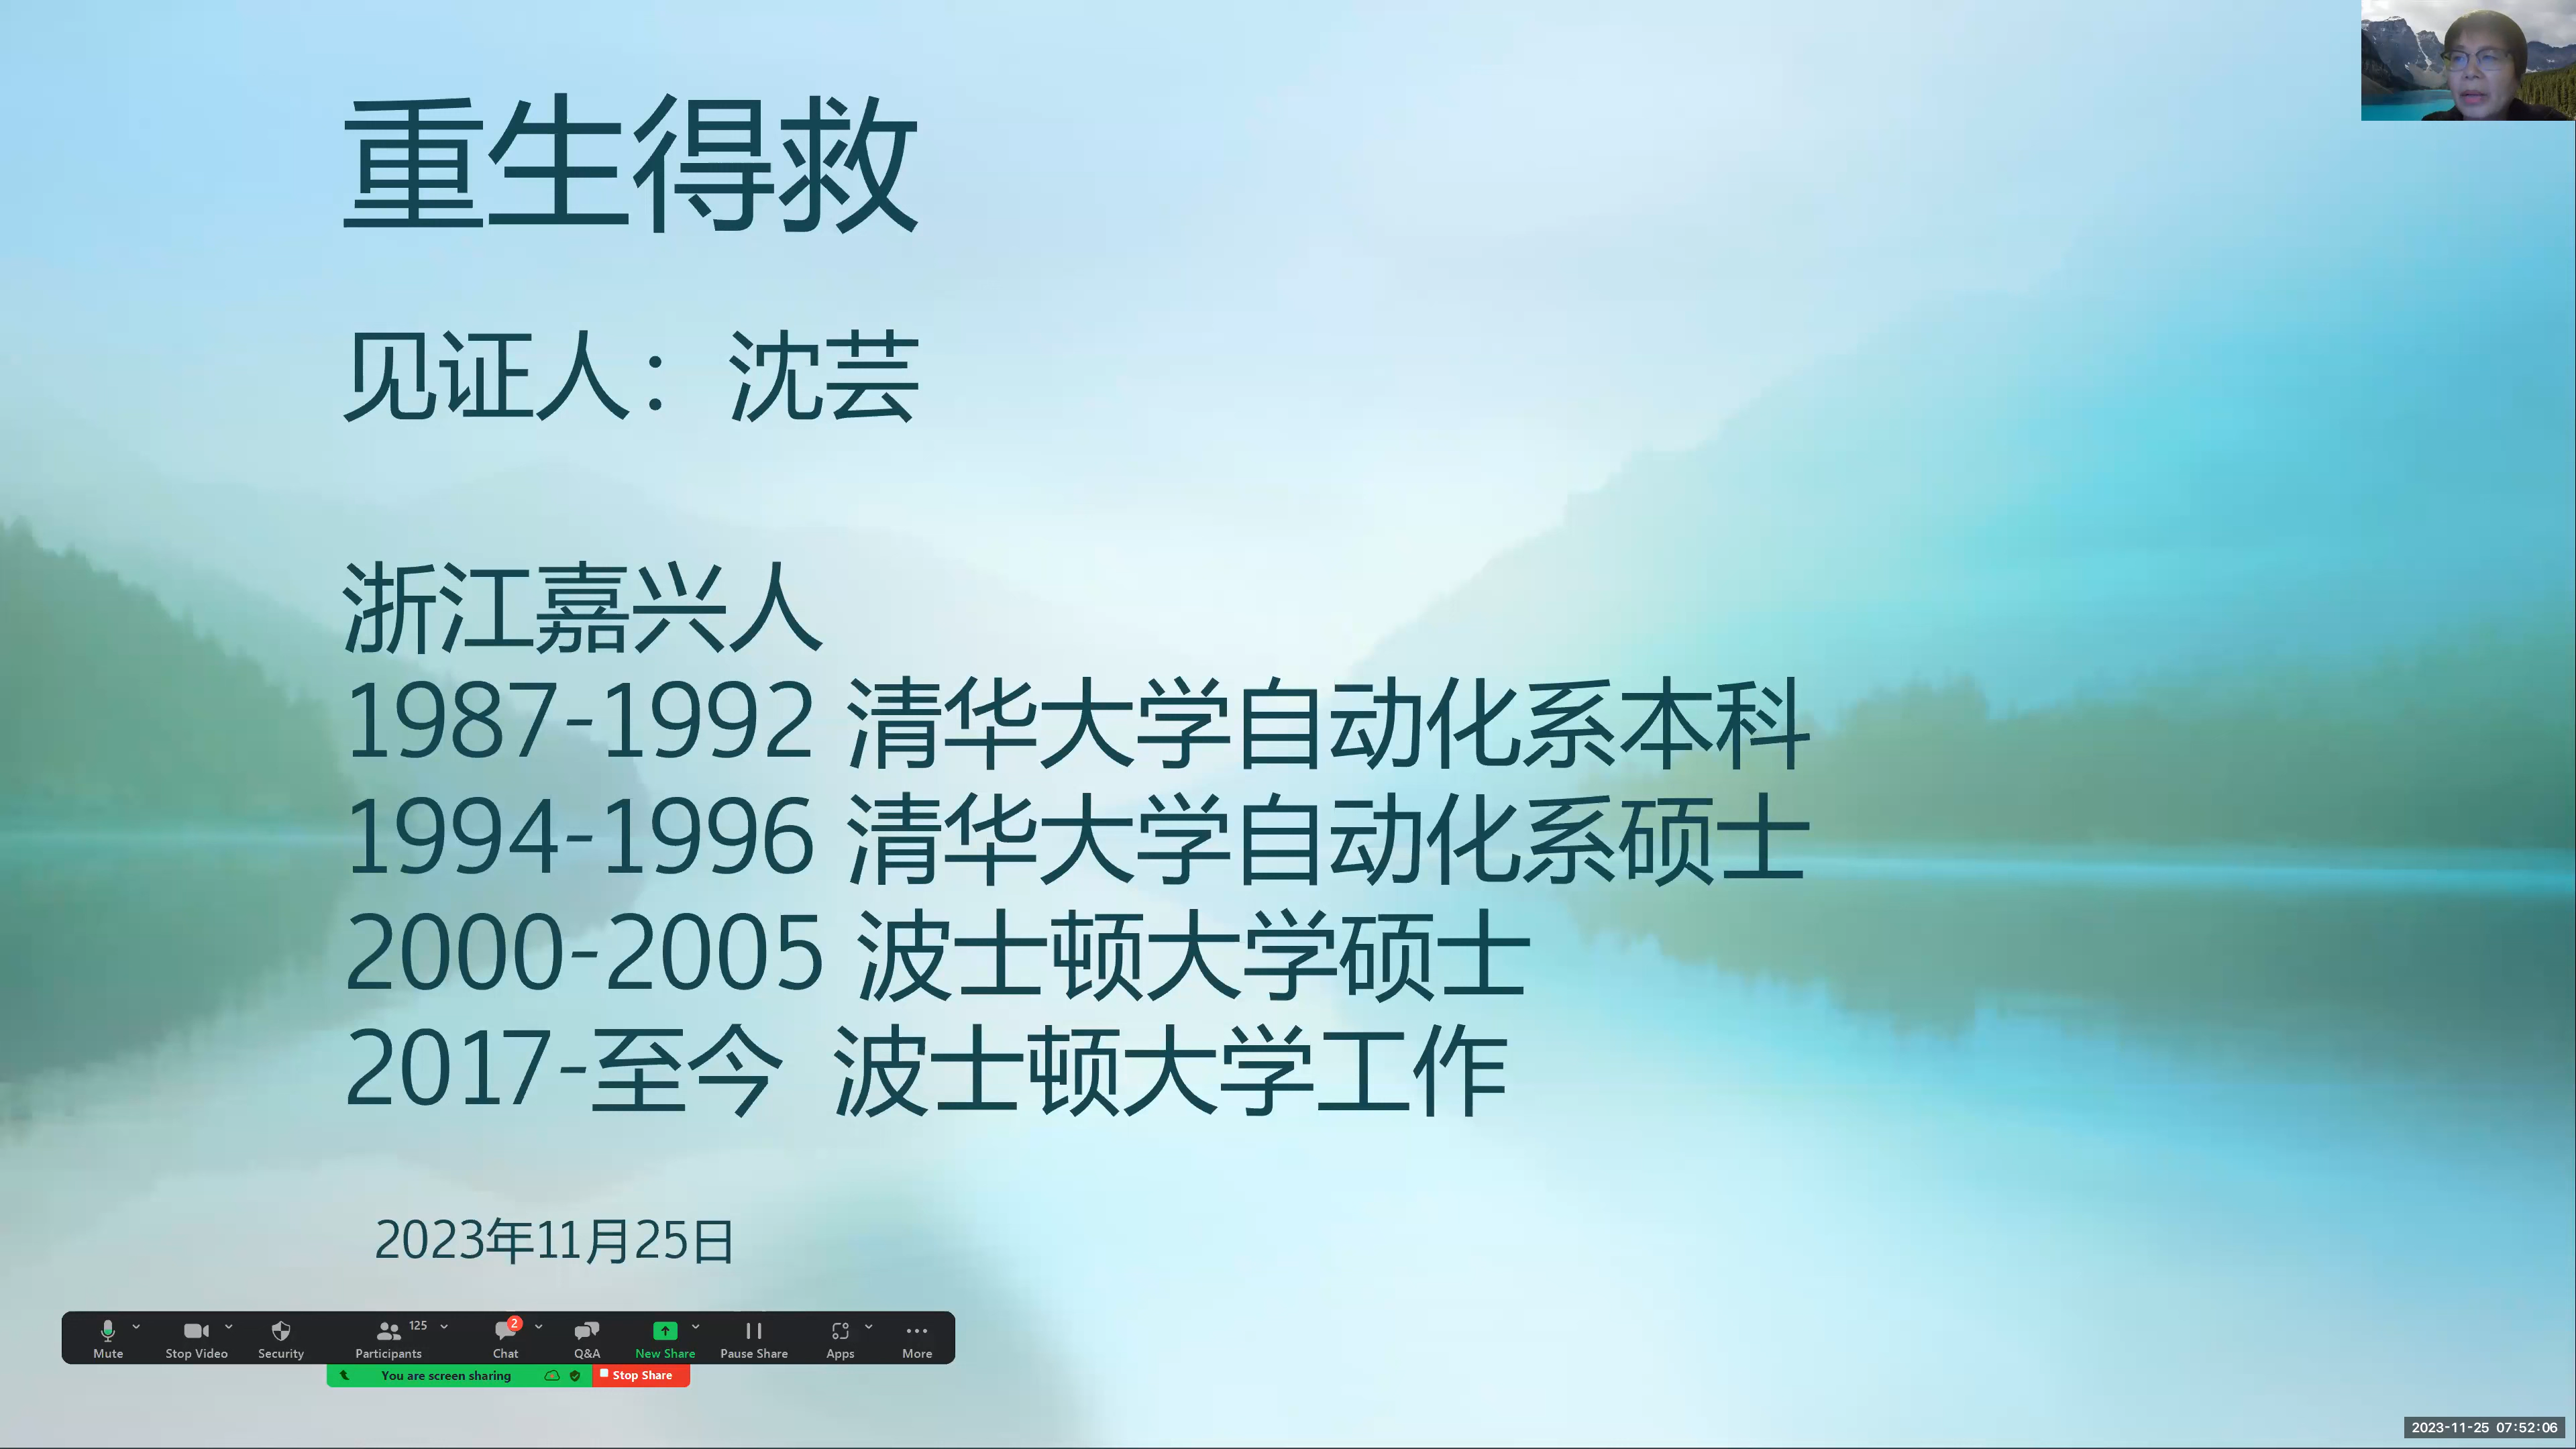 重生得救
见证人：沈芸
浙江嘉兴人
1987-1992 清华大学自动化系本科
1994-1996 清华大学自动化系硕士
2000-2005 波士顿大学硕士
2017-至今 波士顿大学工作
2023年11月25日
125
2
Mute Stop Video Security Participants Chat Q&A New Share Pause Share Apps More
You are screen sharing Stop Share
2023-11-25 07:52:06